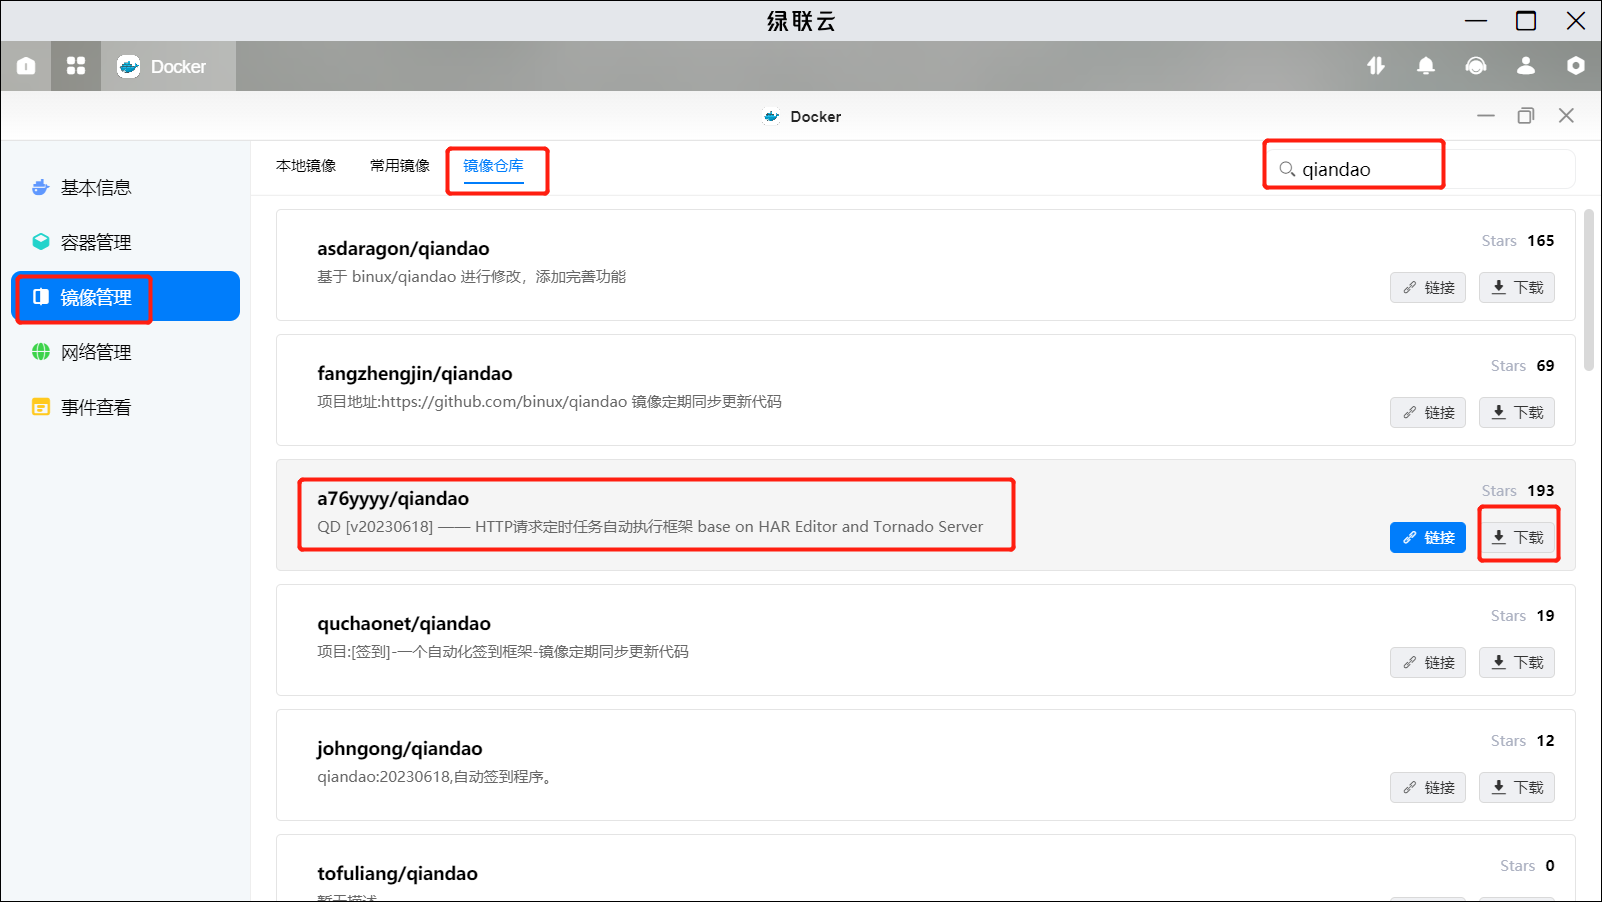 绿联云
Docker
Docker
基本信息
容器管理
镜像管理
网络管理
事件查看
本地镜像 常用镜像 镜像仓库
qiandao
asdaragon/qiandao
基于 binux/qiandao 进行修改，添加完善功能
Stars 165
链接 下载
fangzhengjin/qiandao
项目地址:https://github.com/binux/qiandao 镜像定期同步更新代码
Stars 69
链接 下载
a76yyyy/qiandao
QD [v20230618] —— HTTP请求定时任务自动执行框架 base on HAR Editor and Tornado Server
Stars 193
链接 下载
quchaonet/qiandao
项目:[签到]-一个自动化签到框架-镜像定期同步更新代码
Stars 19
链接 下载
johngong/qiandao
qiandao:20230618,自动签到程序。
Stars 12
链接 下载
tofuliang/qiandao
暂无描述
Stars 0